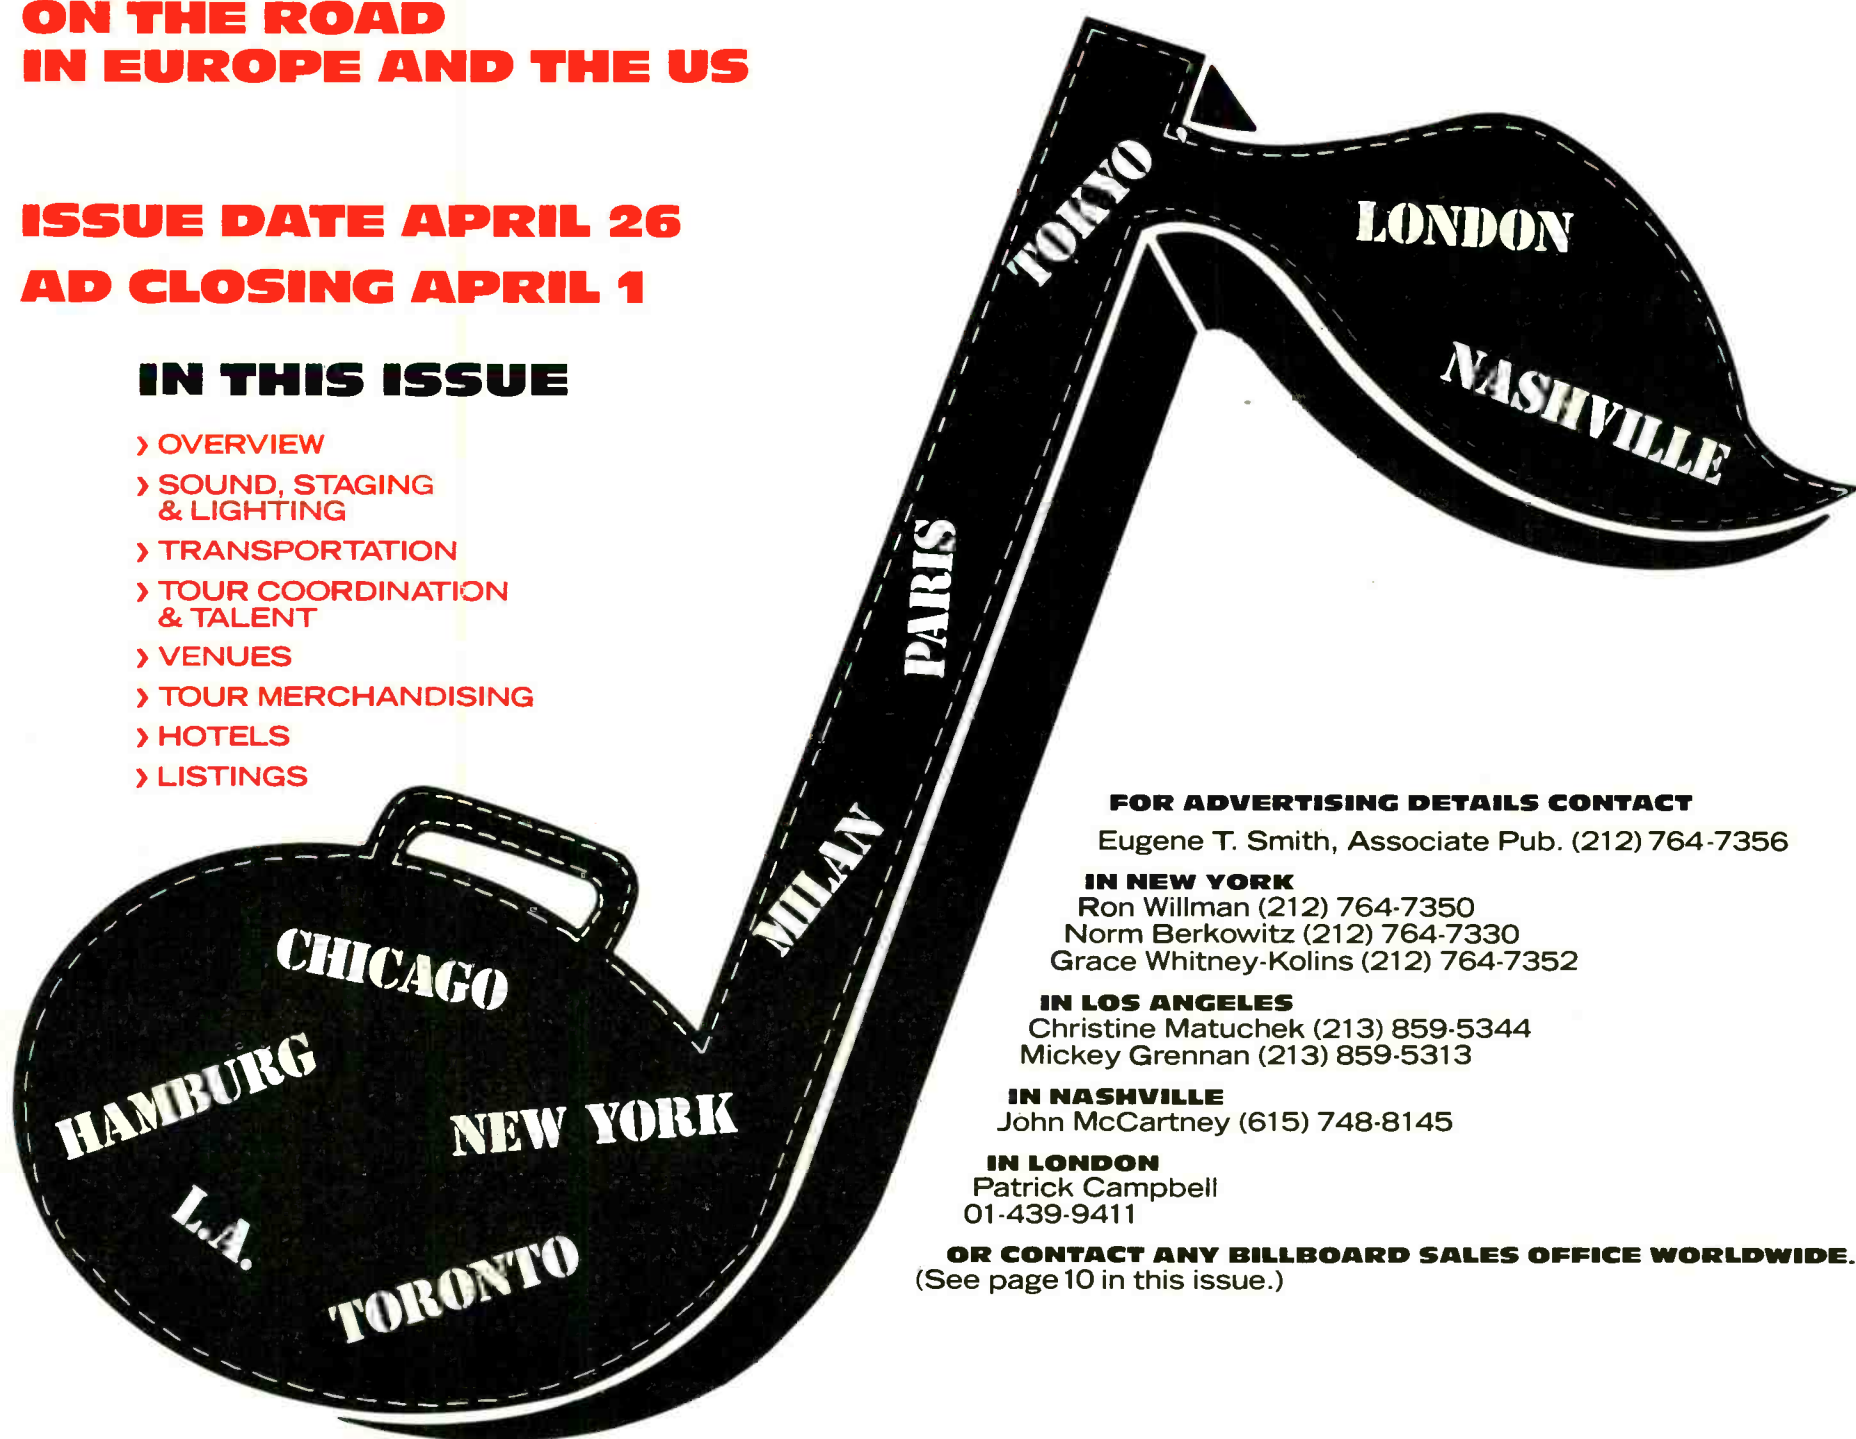 ON THE ROAD
IN EUROPE AND THE US
ISSUE DATE APRIL 26
AD CLOSING APRIL 1
IN THIS ISSUE
› OVERVIEW
› SOUND, STAGING
& LIGHTING
› TRANSPORTATION
› TOUR COORDINATION
& TALENT
› VENUES
› TOUR MERCHANDISING
› HOTELS
› LISTINGS
TOKYO
LONDON
NASHVILLE
PARIS
MILAN
CHICAGO
HAMBURG
NEW YORK
L.A.
TORONTO
FOR ADVERTISING DETAILS CONTACT
Eugene T. Smith, Associate Pub. (212) 764-7356
IN NEW YORK
Ron Willman (212) 764-7350
Norm Berkowitz (212) 764-7330
Grace Whitney-Kolins (212) 764-7352
IN LOS ANGELES
Christine Matuchek (213) 859-5344
Mickey Grennan (213) 859-5313
IN NASHVILLE
John McCartney (615) 748-8145
IN LONDON
Patrick Campbell
01-439-9411
OR CONTACT ANY BILLBOARD SALES OFFICE WORLDWIDE.
(See page 10 in this issue.)